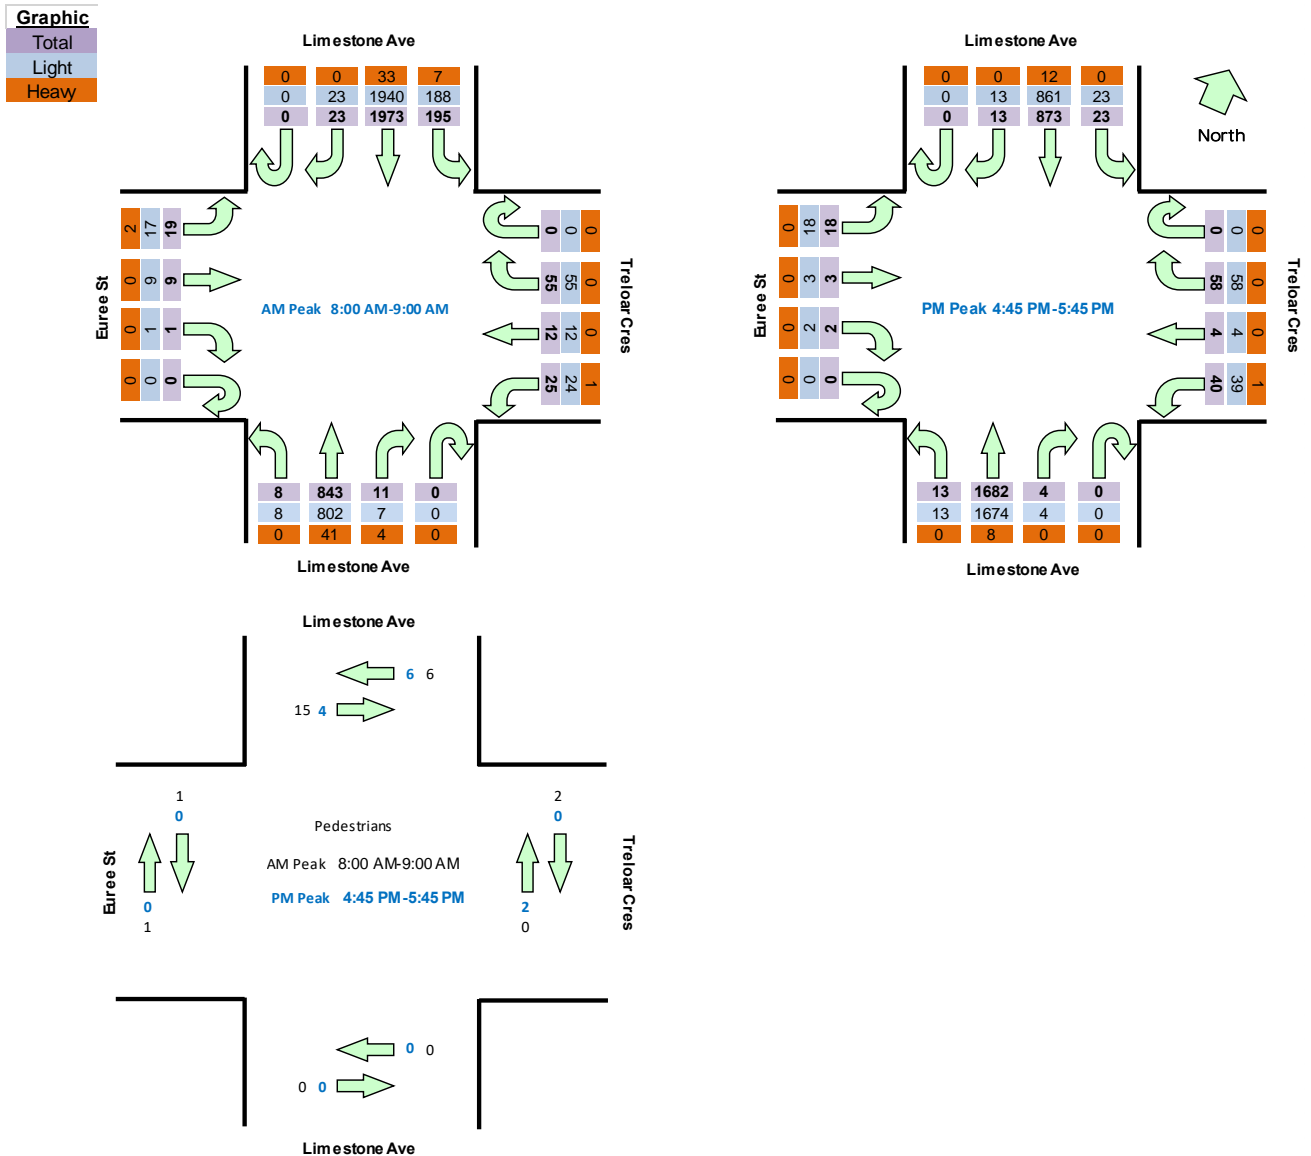 Graphic
Total
Light
Heavy
Limestone Ave
0 0 33 7
0 23 1940 188
0 23 1973 195
Euree St
2 17 19
0 9 9
0 1 1
0 0 0
AM Peak 8:00 AM-9:00 AM
0 0 0
55 55 0
12 12 0
25 24 1
Treloar Cres
8 843 11 0
8 802 7 0
0 41 4 0
Limestone Ave
Limestone Ave
0 0 12 0
0 13 861 23
0 13 873 23
North
Euree St
0 18 18
0 3 3
0 2 2
0 0 0
PM Peak 4:45 PM-5:45 PM
0 0 0
58 58 0
4 4 0
40 39 1
Treloar Cres
13 1682 4 0
13 1674 4 0
0 8 0 0
Limestone Ave
Limestone Ave
6 6
15 4
1
0
Euree St
0
1
Pedestrians
AM Peak 8:00 AM-9:00 AM
PM Peak 4:45 PM-5:45 PM
2
0
2
0
Treloar Cres
0 0
0 0
Limestone Ave